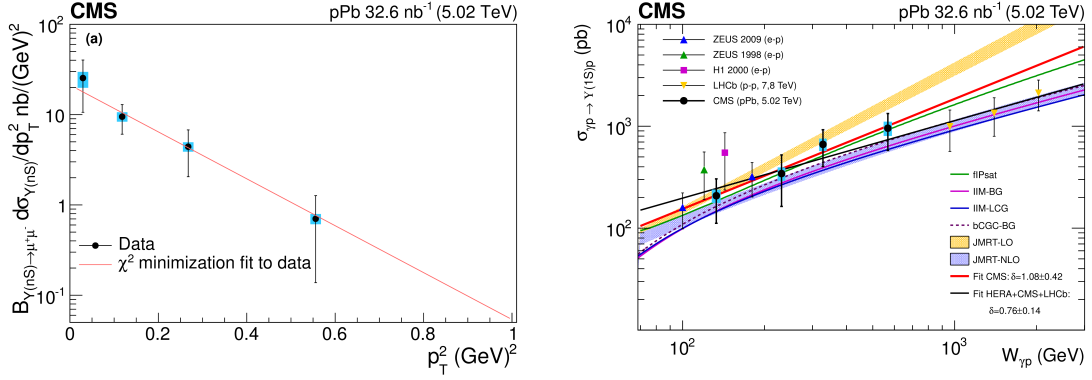 CMS
pPb 32.6 nb⁻¹ (5.02 TeV)
(a)
B_Υ(nS)→μ⁺μ⁻ dσ_Υ(nS)/dp_T² nb/(GeV)²
10²
10
1
10⁻¹
Data
χ² minimization fit to data
0
0.2
0.4
0.6
0.8
1
p_T² (GeV)²
CMS
pPb 32.6 nb⁻¹ (5.02 TeV)
σ_γp → Υ(1S)p (pb)
10⁴
10³
10²
ZEUS 2009 (e-p)
ZEUS 1998 (e-p)
H1 2000 (e-p)
LHCb (p-p, 7,8 TeV)
CMS (pPb, 5.02 TeV)
fIPsat
IIM-BG
IIM-LCG
bCGC-BG
JMRT-LO
JMRT-NLO
Fit CMS: δ=1.08±0.42
Fit HERA+CMS+LHCb:
δ=0.76±0.14
10²
10³
W_γp (GeV)